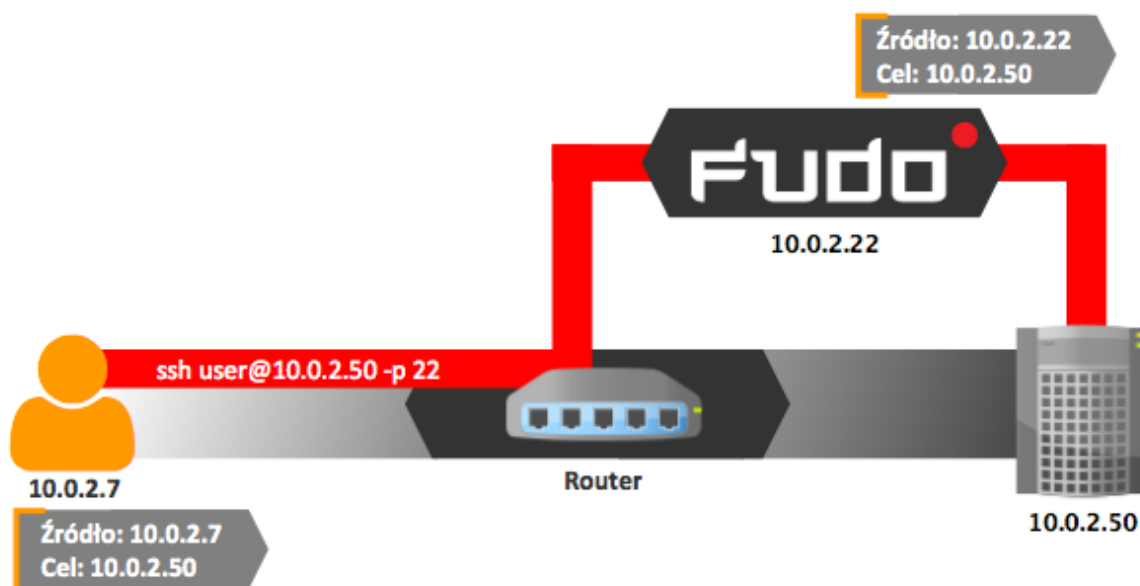 Źródło: 10.0.2.22
Cel: 10.0.2.50
FUDO
10.0.2.22
ssh user@10.0.2.50 -p 22
Router
10.0.2.7
10.0.2.50
Źródło: 10.0.2.7
Cel: 10.0.2.50